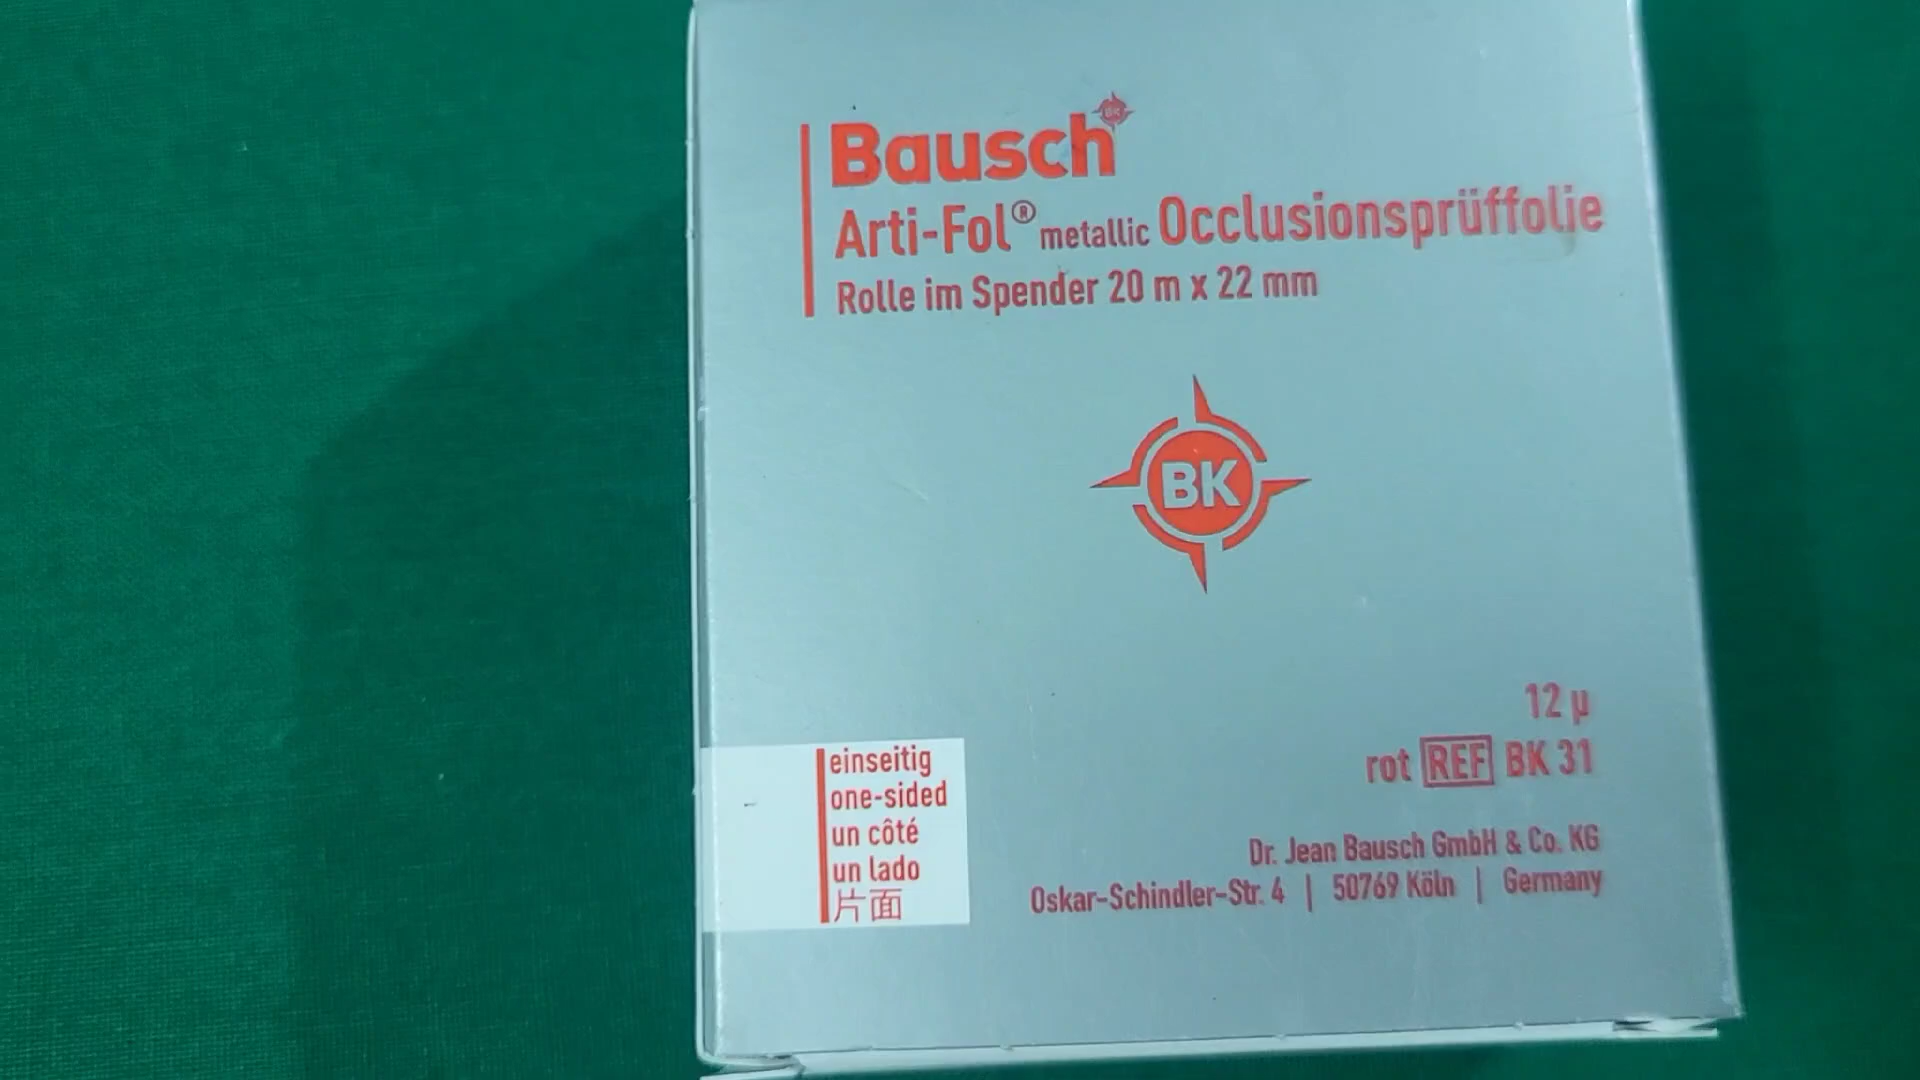 Bausch
Arti-Fol® metallic Occlusionsprüffolie
Rolle im Spender 20 m x 22 mm
BK
12 µ
rot REF BK 31
einseitig
one-sided
un côté
un lado
片面
Dr. Jean Bausch GmbH & Co. KG
Oskar-Schindler-Str. 4 | 50769 Köln | Germany